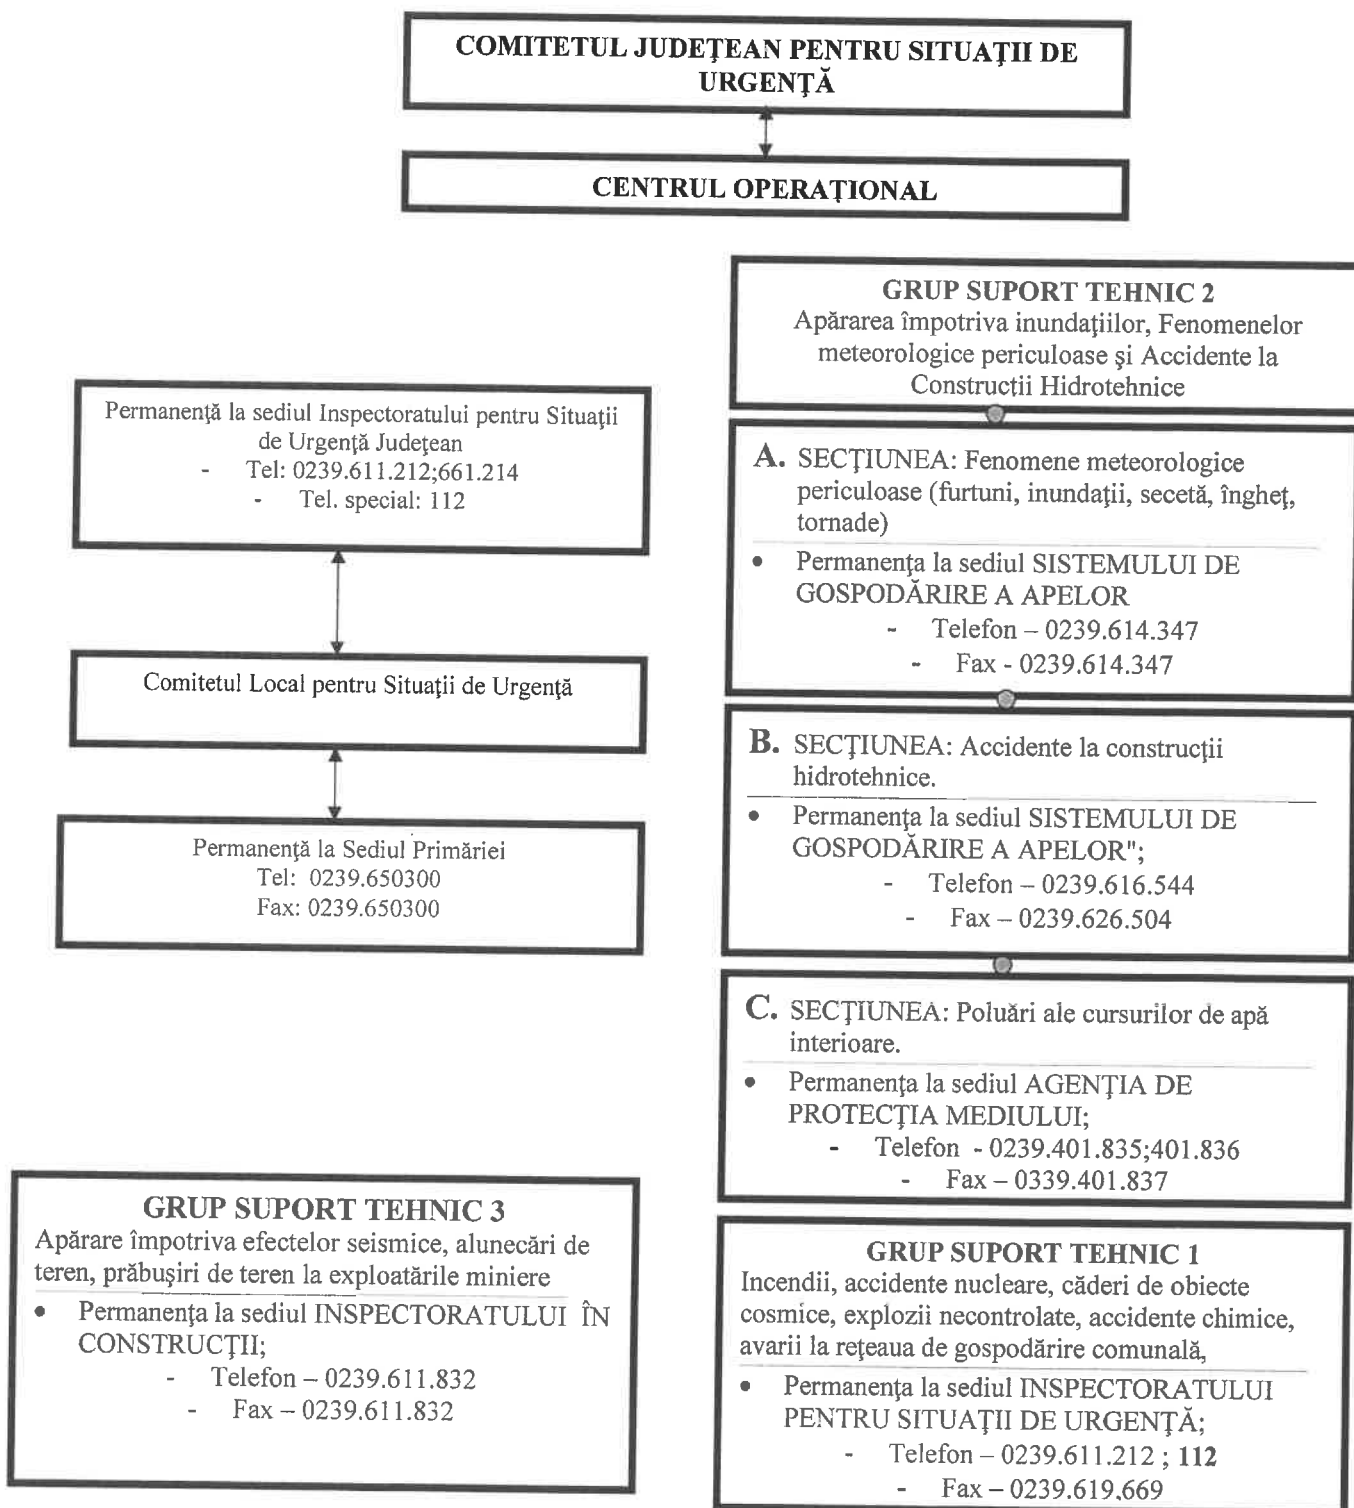 COMITETUL JUDEŢEAN PENTRU SITUAŢII DE
URGENŢĂ
CENTRUL OPERAŢIONAL
GRUP SUPORT TEHNIC 2
Apărarea împotriva inundaţiilor, Fenomenelor
meteorologice periculoase şi Accidente la
Construcţii Hidrotehnice
Permanenţă la sediul Inspectoratului pentru Situaţii
de Urgenţă Judeţean
- Tel: 0239.611.212;661.214
- Tel. special: 112
A. SECŢIUNEA: Fenomene meteorologice
periculoase (furtuni, inundaţii, secetă, îngheţ,
tornade)
• Permanenţa la sediul SISTEMULUI DE
GOSPODĂRIRE A APELOR
- Telefon – 0239.614.347
- Fax - 0239.614.347
Comitetul Local pentru Situaţii de Urgenţă
B. SECŢIUNEA: Accidente la construcţii
hidrotehnice.
• Permanenţa la sediul SISTEMULUI DE
GOSPODĂRIRE A APELOR";
- Telefon – 0239.616.544
- Fax – 0239.626.504
Permanenţă la Sediul Primăriei
Tel: 0239.650300
Fax: 0239.650300
C. SECŢIUNEA: Poluări ale cursurilor de apă
interioare.
• Permanenţa la sediul AGENŢIA DE
PROTECŢIA MEDIULUI;
- Telefon - 0239.401.835;401.836
- Fax – 0339.401.837
GRUP SUPORT TEHNIC 3
Apărare împotriva efectelor seismice, alunecări de
teren, prăbuşiri de teren la exploatările miniere
• Permanenţa la sediul INSPECTORATULUI ÎN
CONSTRUCŢII;
- Telefon – 0239.611.832
- Fax – 0239.611.832
GRUP SUPORT TEHNIC 1
Incendii, accidente nucleare, căderi de obiecte
cosmice, explozii necontrolate, accidente chimice,
avarii la reţeaua de gospodărire comunală,
• Permanenţa la sediul INSPECTORATULUI
PENTRU SITUAŢII DE URGENŢĂ;
- Telefon – 0239.611.212 ; 112
- Fax – 0239.619.669